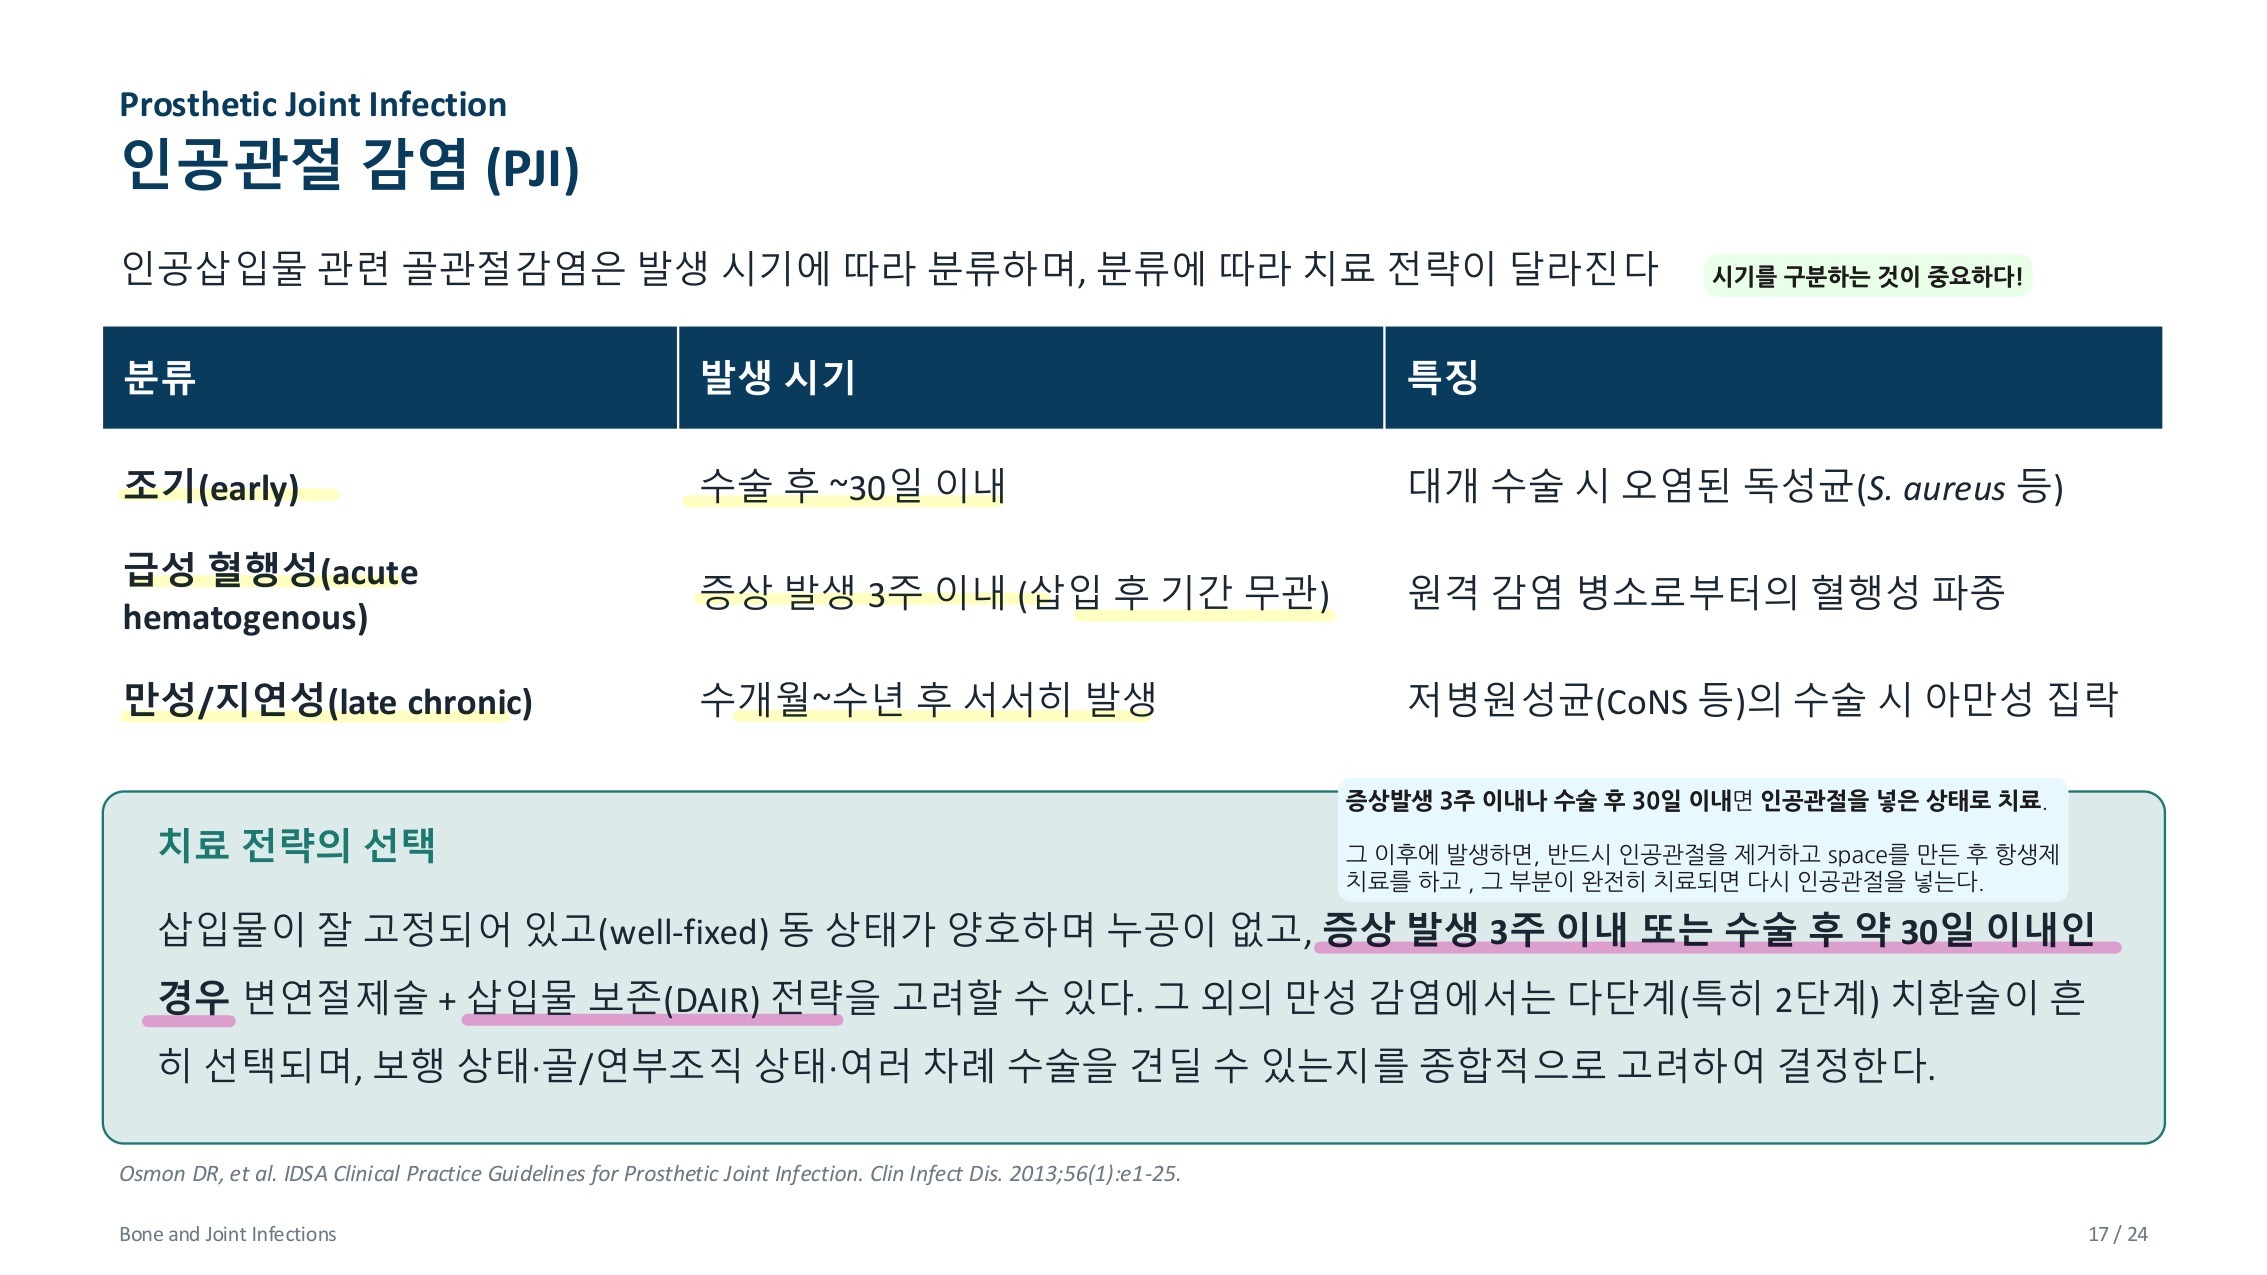 Prosthetic Joint Infection
인공관절 감염 (PJI)
인공삽입물 관련 골관절감염은 발생 시기에 따라 분류하며, 분류에 따라 치료 전략이 달라진다
시기를 구분하는 것이 중요하다!
분류
발생 시기
특징
조기(early)
수술 후 ~30일 이내
대개 수술 시 오염된 독성균(S. aureus 등)
급성 혈행성(acute
hematogenous)
증상 발생 3주 이내 (삽입 후 기간 무관)
원격 감염 병소로부터의 혈행성 파종
만성/지연성(late chronic)
수개월~수년 후 서서히 발생
저병원성균(CoNS 등)의 수술 시 아만성 집락
증상발생 3주 이내나 수술 후 30일 이내면 인공관절을 넣은 상태로 치료.
그 이후에 발생하면, 반드시 인공관절을 제거하고 space를 만든 후 항생제
치료를 하고 , 그 부분이 완전히 치료되면 다시 인공관절을 넣는다.
치료 전략의 선택
삽입물이 잘 고정되어 있고(well-fixed) 동 상태가 양호하며 누공이 없고, 증상 발생 3주 이내 또는 수술 후 약 30일 이내인
경우 변연절제술 + 삽입물 보존(DAIR) 전략을 고려할 수 있다. 그 외의 만성 감염에서는 다단계(특히 2단계) 치환술이 흔
히 선택되며, 보행 상태·골/연부조직 상태·여러 차례 수술을 견딜 수 있는지를 종합적으로 고려하여 결정한다.
Osmon DR, et al. IDSA Clinical Practice Guidelines for Prosthetic Joint Infection. Clin Infect Dis. 2013;56(1):e1-25.
Bone and Joint Infections
17 / 24